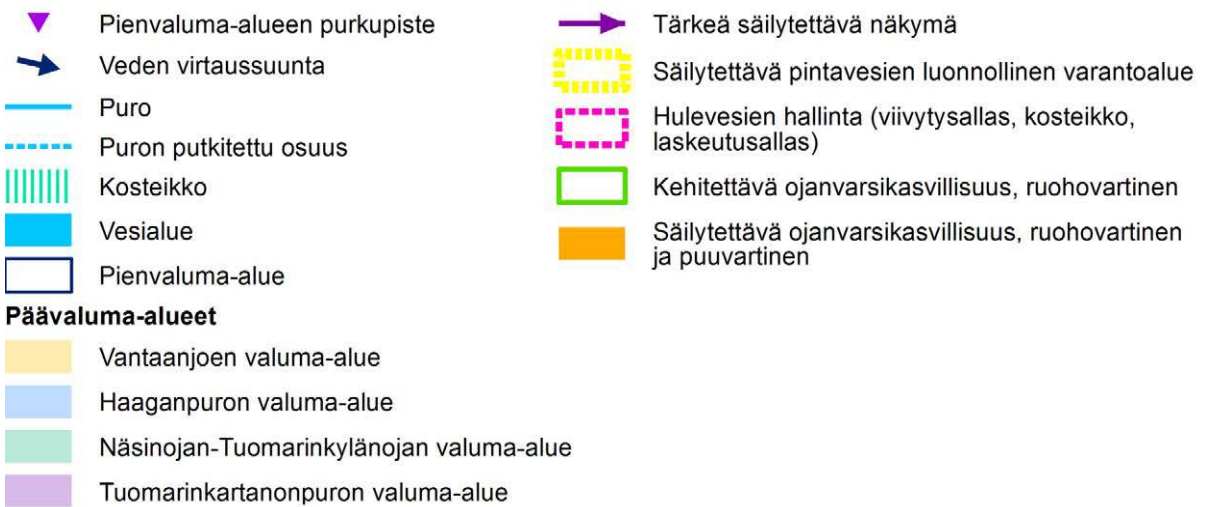 Pienvaluma-alueen purkupiste
Veden virtaussuunta
Puro
Puron putkitettu osuus
Kosteikko
Vesialue
Pienvaluma-alue
Päävaluma-alueet
Vantaanjoen valuma-alue
Haaganpuron valuma-alue
Näsinojan-Tuomarinkylänojan valuma-alue
Tuomarinkartanonpuron valuma-alue
Tärkeä säilytettävä näkymä
Säilytettävä pintavesien luonnollinen varantoalue
Hulevesien hallinta (viivytysallas, kosteikko,
laskeutusallas)
Kehitettävä ojanvarsikasvillisuus, ruohovartinen
Säilytettävä ojanvarsikasvillisuus, ruohovartinen
ja puuvartinen